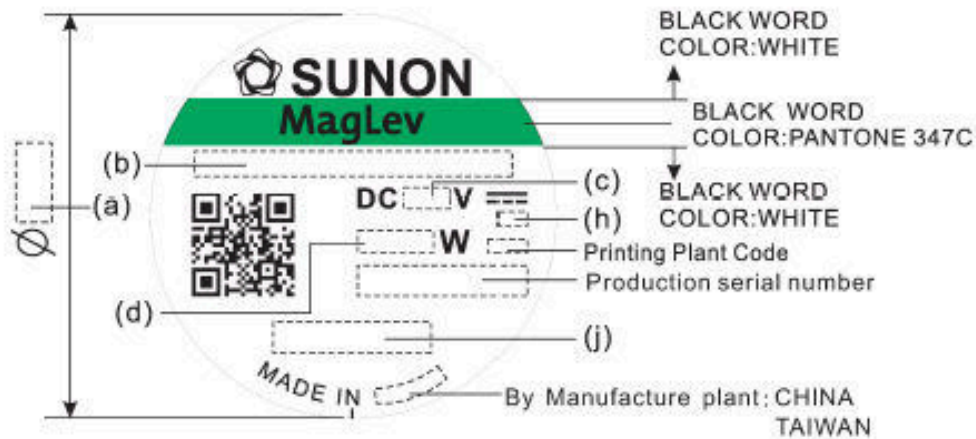 BLACK WORD
COLOR:WHITE
SUNON
MagLev
BLACK WORD
COLOR:PANTONE 347C
(b)
(c)
(a)
DC V
BLACK WORD
COLOR:WHITE
(h)
Ø
W
Printing Plant Code
Production serial number
(d)
(j)
MADE IN
By Manufacture plant: CHINA
TAIWAN